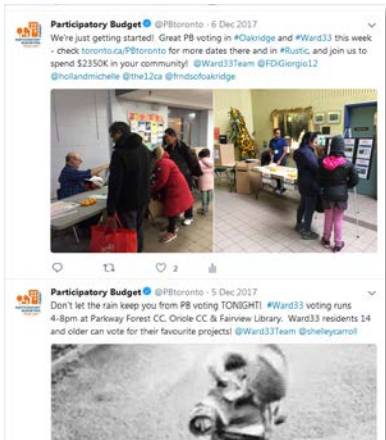 Participatory Budget @PBtoronto · 6 Dec 2017
We're just getting started! Great PB voting in #Oakridge and #Ward33 this week
- check toronto.ca/PBtoronto for more dates there and in #Rustic, and join us to
spend $2350K in your community! @Ward33Team @FDiGiorgio12
@hollandmichelle @the12ca @frndsofoakridge
2
Participatory Budget @PBtoronto · 5 Dec 2017
Don't let the rain keep you from PB voting TONIGHT! #Ward33 voting runs
4-8pm at Parkway Forest CC, Oriole CC & Fairview Library. Ward33 residents 14
and older can vote for their favourite projects! @Ward33Team @shelleycarroll